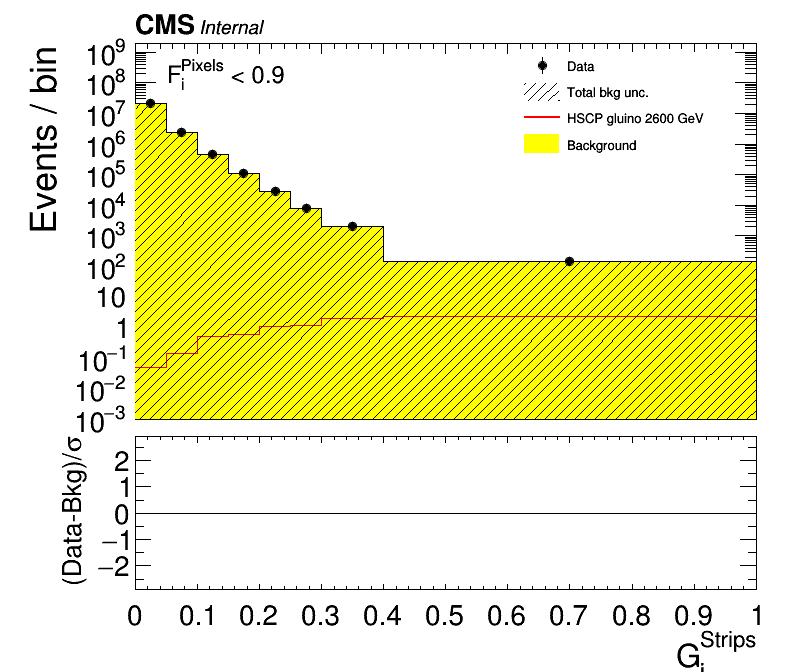 CMS Internal
F_i^Pixels < 0.9
Data
Total bkg unc.
HSCP gluino 2600 GeV
Background
Events / bin
10^9
10^8
10^7
10^6
10^5
10^4
10^3
10^2
10
1
10^−1
10^−2
10^−3
(Data-Bkg)/σ
2
1
0
−1
−2
0 0.1 0.2 0.3 0.4 0.5 0.6 0.7 0.8 0.9 1
G_i^Strips